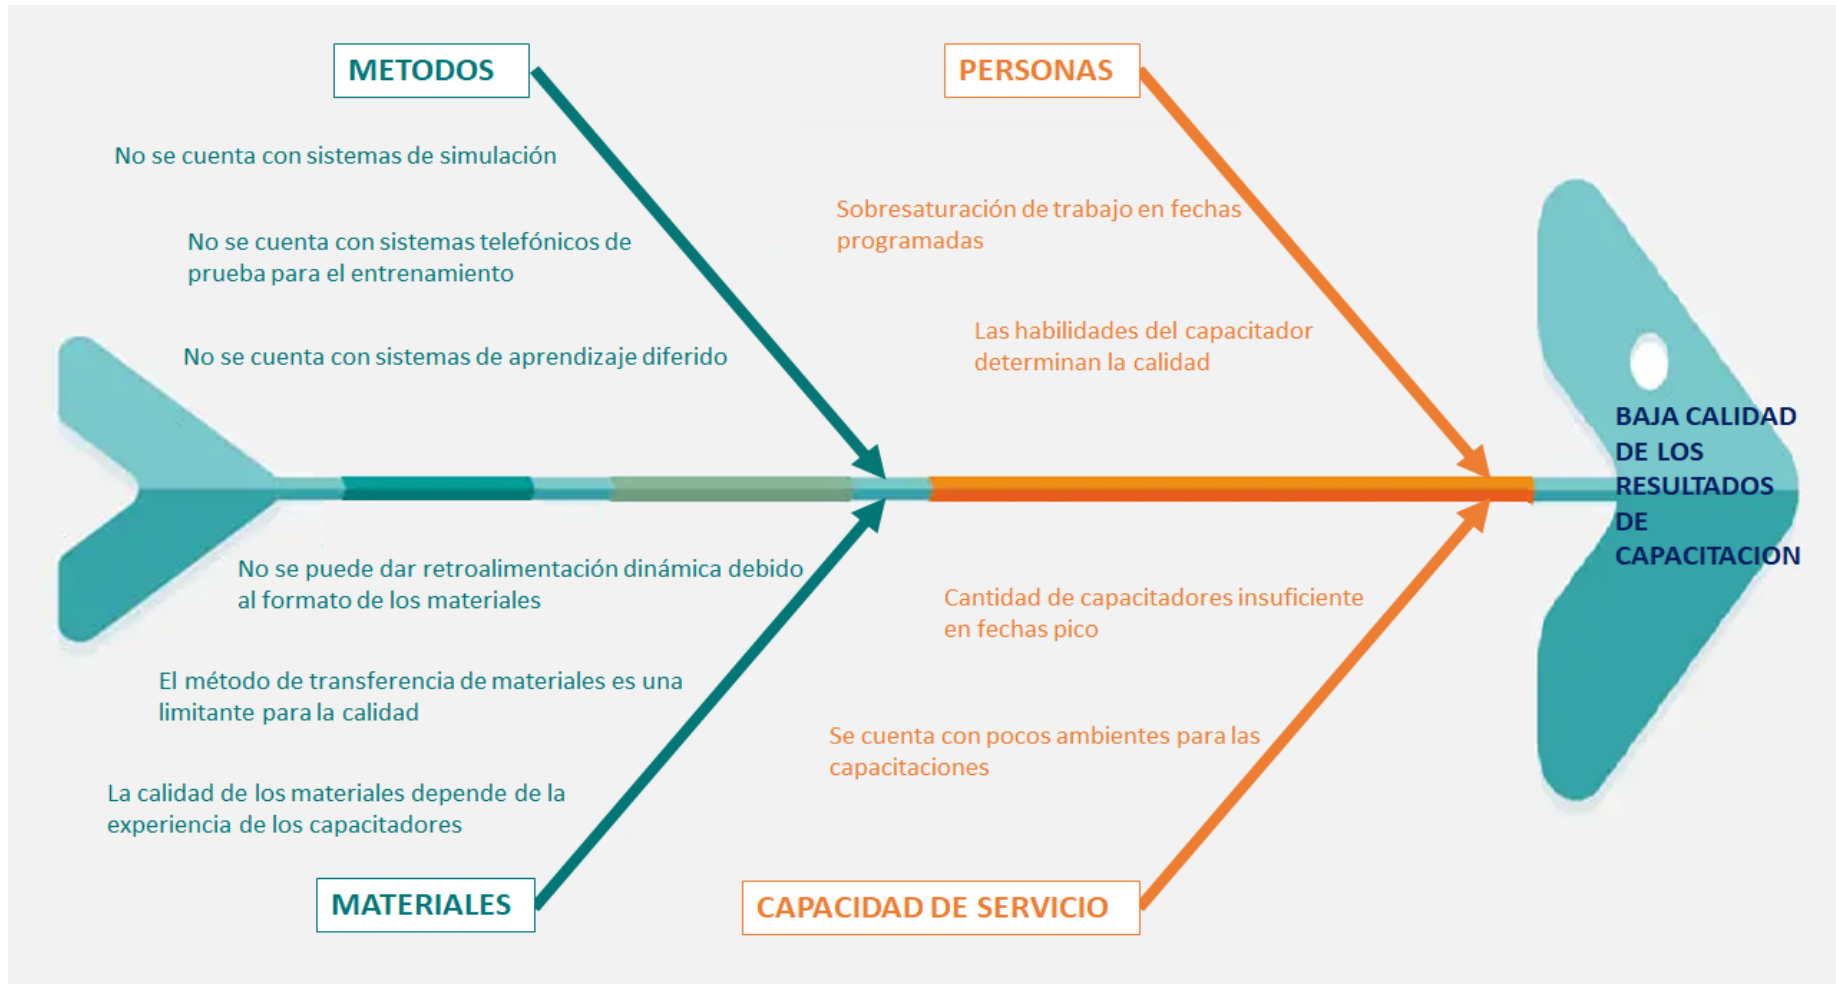 METODOS
No se cuenta con sistemas de simulación
No se cuenta con sistemas telefónicos de
prueba para el entrenamiento
No se cuenta con sistemas de aprendizaje diferido
PERSONAS
Sobresaturación de trabajo en fechas
programadas
Las habilidades del capacitador
determinan la calidad
BAJA CALIDAD
DE LOS
RESULTADOS
DE
CAPACITACION
No se puede dar retroalimentación dinámica debido
al formato de los materiales
El método de transferencia de materiales es una
limitante para la calidad
La calidad de los materiales depende de la
experiencia de los capacitadores
MATERIALES
Cantidad de capacitadores insuficiente
en fechas pico
Se cuenta con pocos ambientes para las
capacitaciones
CAPACIDAD DE SERVICIO